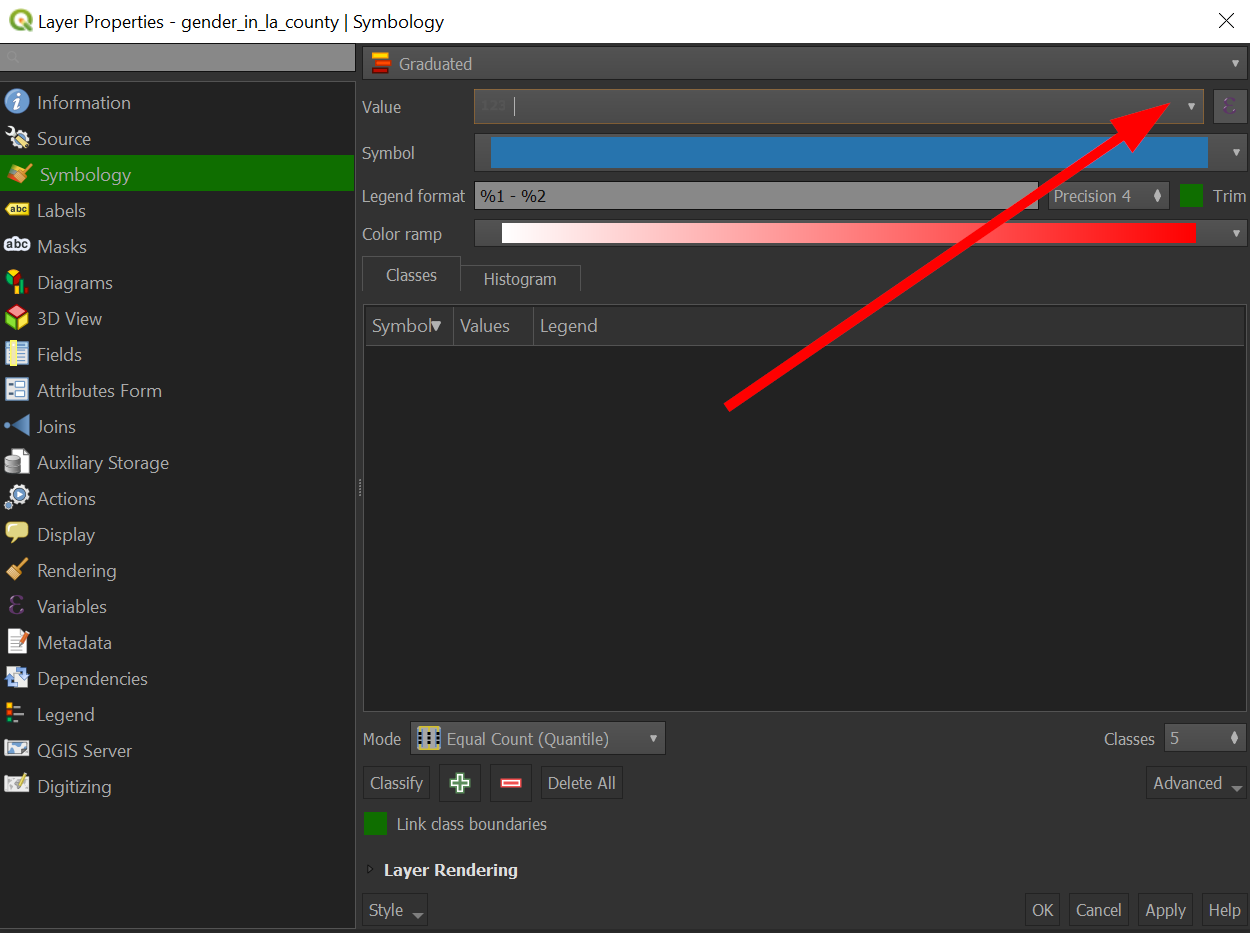 Layer Properties - gender_in_la_county | Symbology
Information
Source
Symbology
abc Labels
abc Masks
Diagrams
3D View
Fields
Attributes Form
Joins
Auxiliary Storage
Actions
Display
Rendering
Variables
Metadata
Dependencies
Legend
QGIS Server
Digitizing
Graduated
Value 123
Symbol
Legend format %1 - %2 Precision 4 Trim
Color ramp
Classes Histogram
Symbol Values Legend
Mode Equal Count (Quantile) Classes 5
Classify Delete All Advanced
Link class boundaries
Layer Rendering
Style OK Cancel Apply Help